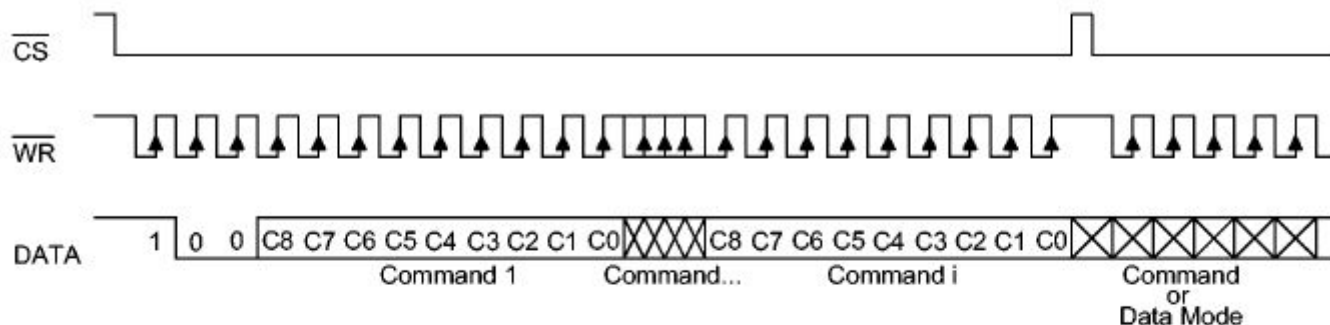 CS
WR
DATA 1 0 0 C8 C7 C6 C5 C4 C3 C2 C1 C0 C8 C7 C6 C5 C4 C3 C2 C1 C0
Command 1 Command... Command i Command
or
Data Mode